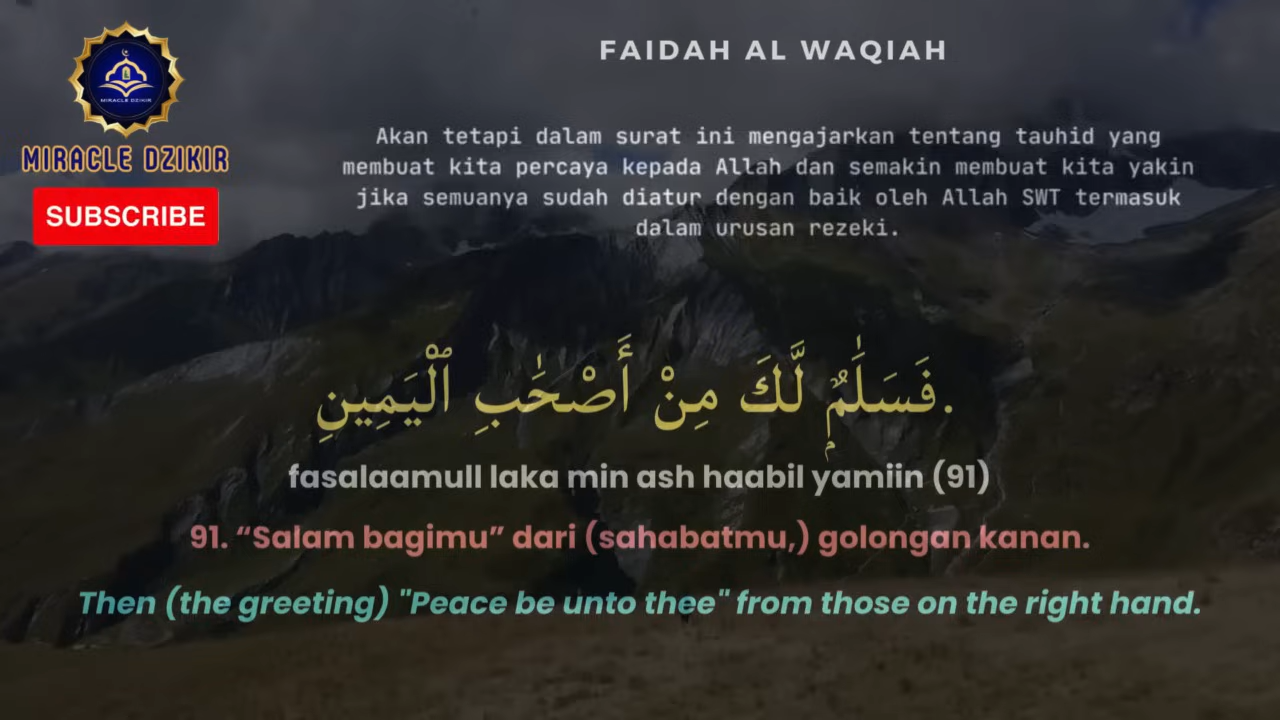 FAIDAH AL WAQIAH
MIRACLE DZIKIR
MIRACLE DZIKIR
SUBSCRIBE
Akan tetapi dalam surat ini mengajarkan tentang tauhid yang
membuat kita percaya kepada Allah dan semakin membuat kita yakin
jika semuanya sudah diatur dengan baik oleh Allah SWT termasuk
dalam urusan rezeki.
فَسَلَٰمٌۭ لَّكَ مِنْ أَصْحَٰبِ ٱلْيَمِينِ.
fasalaamull laka min ash haabil yamiin (91)
91. “Salam bagimu” dari (sahabatmu,) golongan kanan.
Then (the greeting) "Peace be unto thee" from those on the right hand.